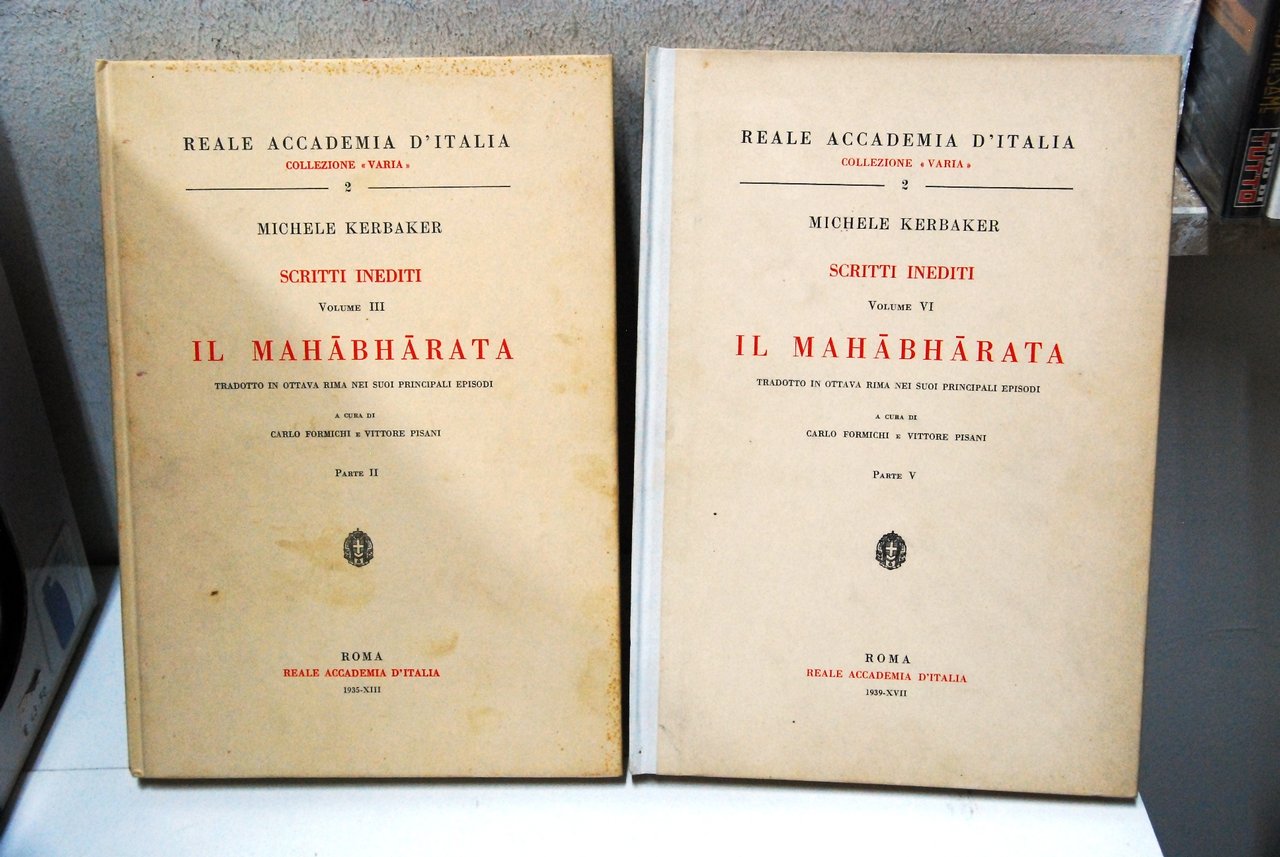 REALE ACCADEMIA D'ITALIA
COLLEZIONE «VARIA»
2
MICHELE KERBAKER
SCRITTI INEDITI
VOLUME III
IL MAHĀBHĀRATA
TRADOTTO IN OTTAVA RIMA NEI SUOI PRINCIPALI EPISODI
A CURA DI
CARLO FORMICHI E VITTORE PISANI
PARTE II
ROMA
REALE ACCADEMIA D'ITALIA
1935-XIII
REALE ACCADEMIA D'ITALIA
COLLEZIONE «VARIA»
2
MICHELE KERBAKER
SCRITTI INEDITI
VOLUME VI
IL MAHĀBHĀRATA
TRADOTTO IN OTTAVA RIMA NEI SUOI PRINCIPALI EPISODI
A CURA DI
CARLO FORMICHI E VITTORE PISANI
PARTE V
ROMA
REALE ACCADEMIA D'ITALIA
1939-XVII
I DVD DI
TUTTO